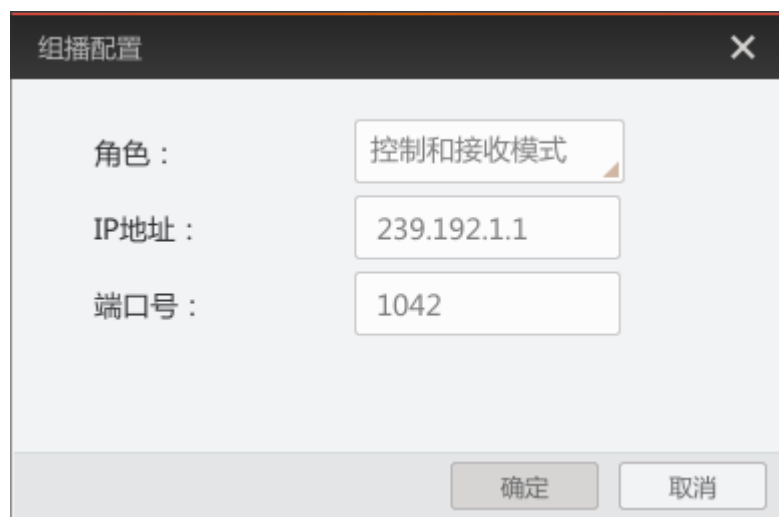 组播配置
角色： 控制和接收模式
IP地址： 239.192.1.1
端口号： 1042
确定 取消